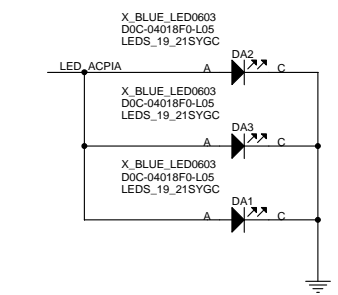 X_BLUE_LED0603
D0C-04018F0-L05
LEDS_19_21SYGC
DA2
LED_ACPIA
A C
X_BLUE_LED0603
D0C-04018F0-L05
LEDS_19_21SYGC
DA3
A C
X_BLUE_LED0603
D0C-04018F0-L05
LEDS_19_21SYGC
DA1
A C